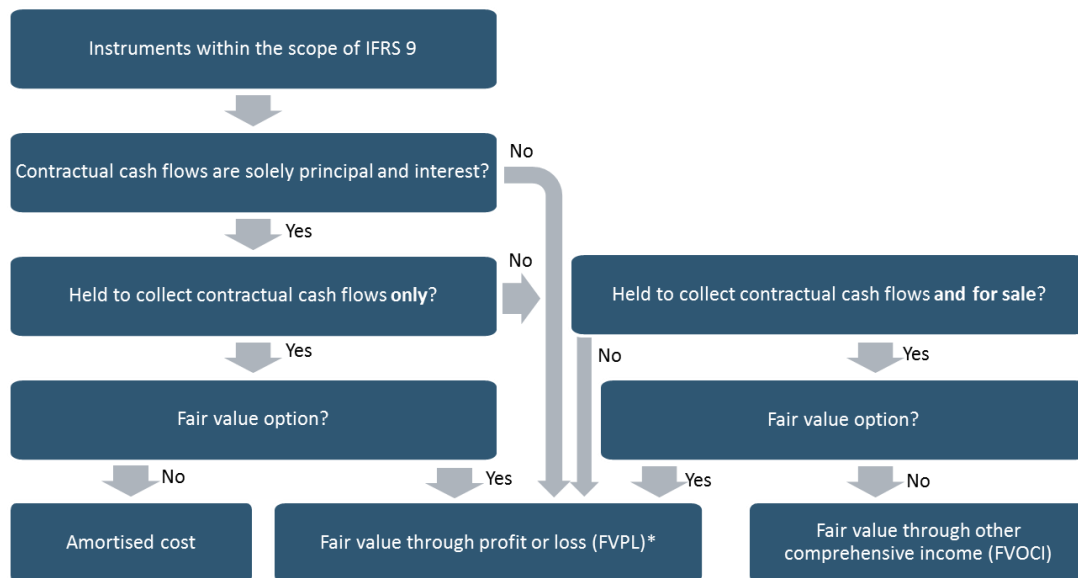 Instruments within the scope of IFRS 9
No
Contractual cash flows are solely principal and interest?
Yes
No
Held to collect contractual cash flows only?
Held to collect contractual cash flows and for sale?
Yes
No
Yes
Fair value option?
Fair value option?
No
Yes
Yes
No
Amortised cost
Fair value through profit or loss (FVPL)*
Fair value through other
comprehensive income (FVOCI)